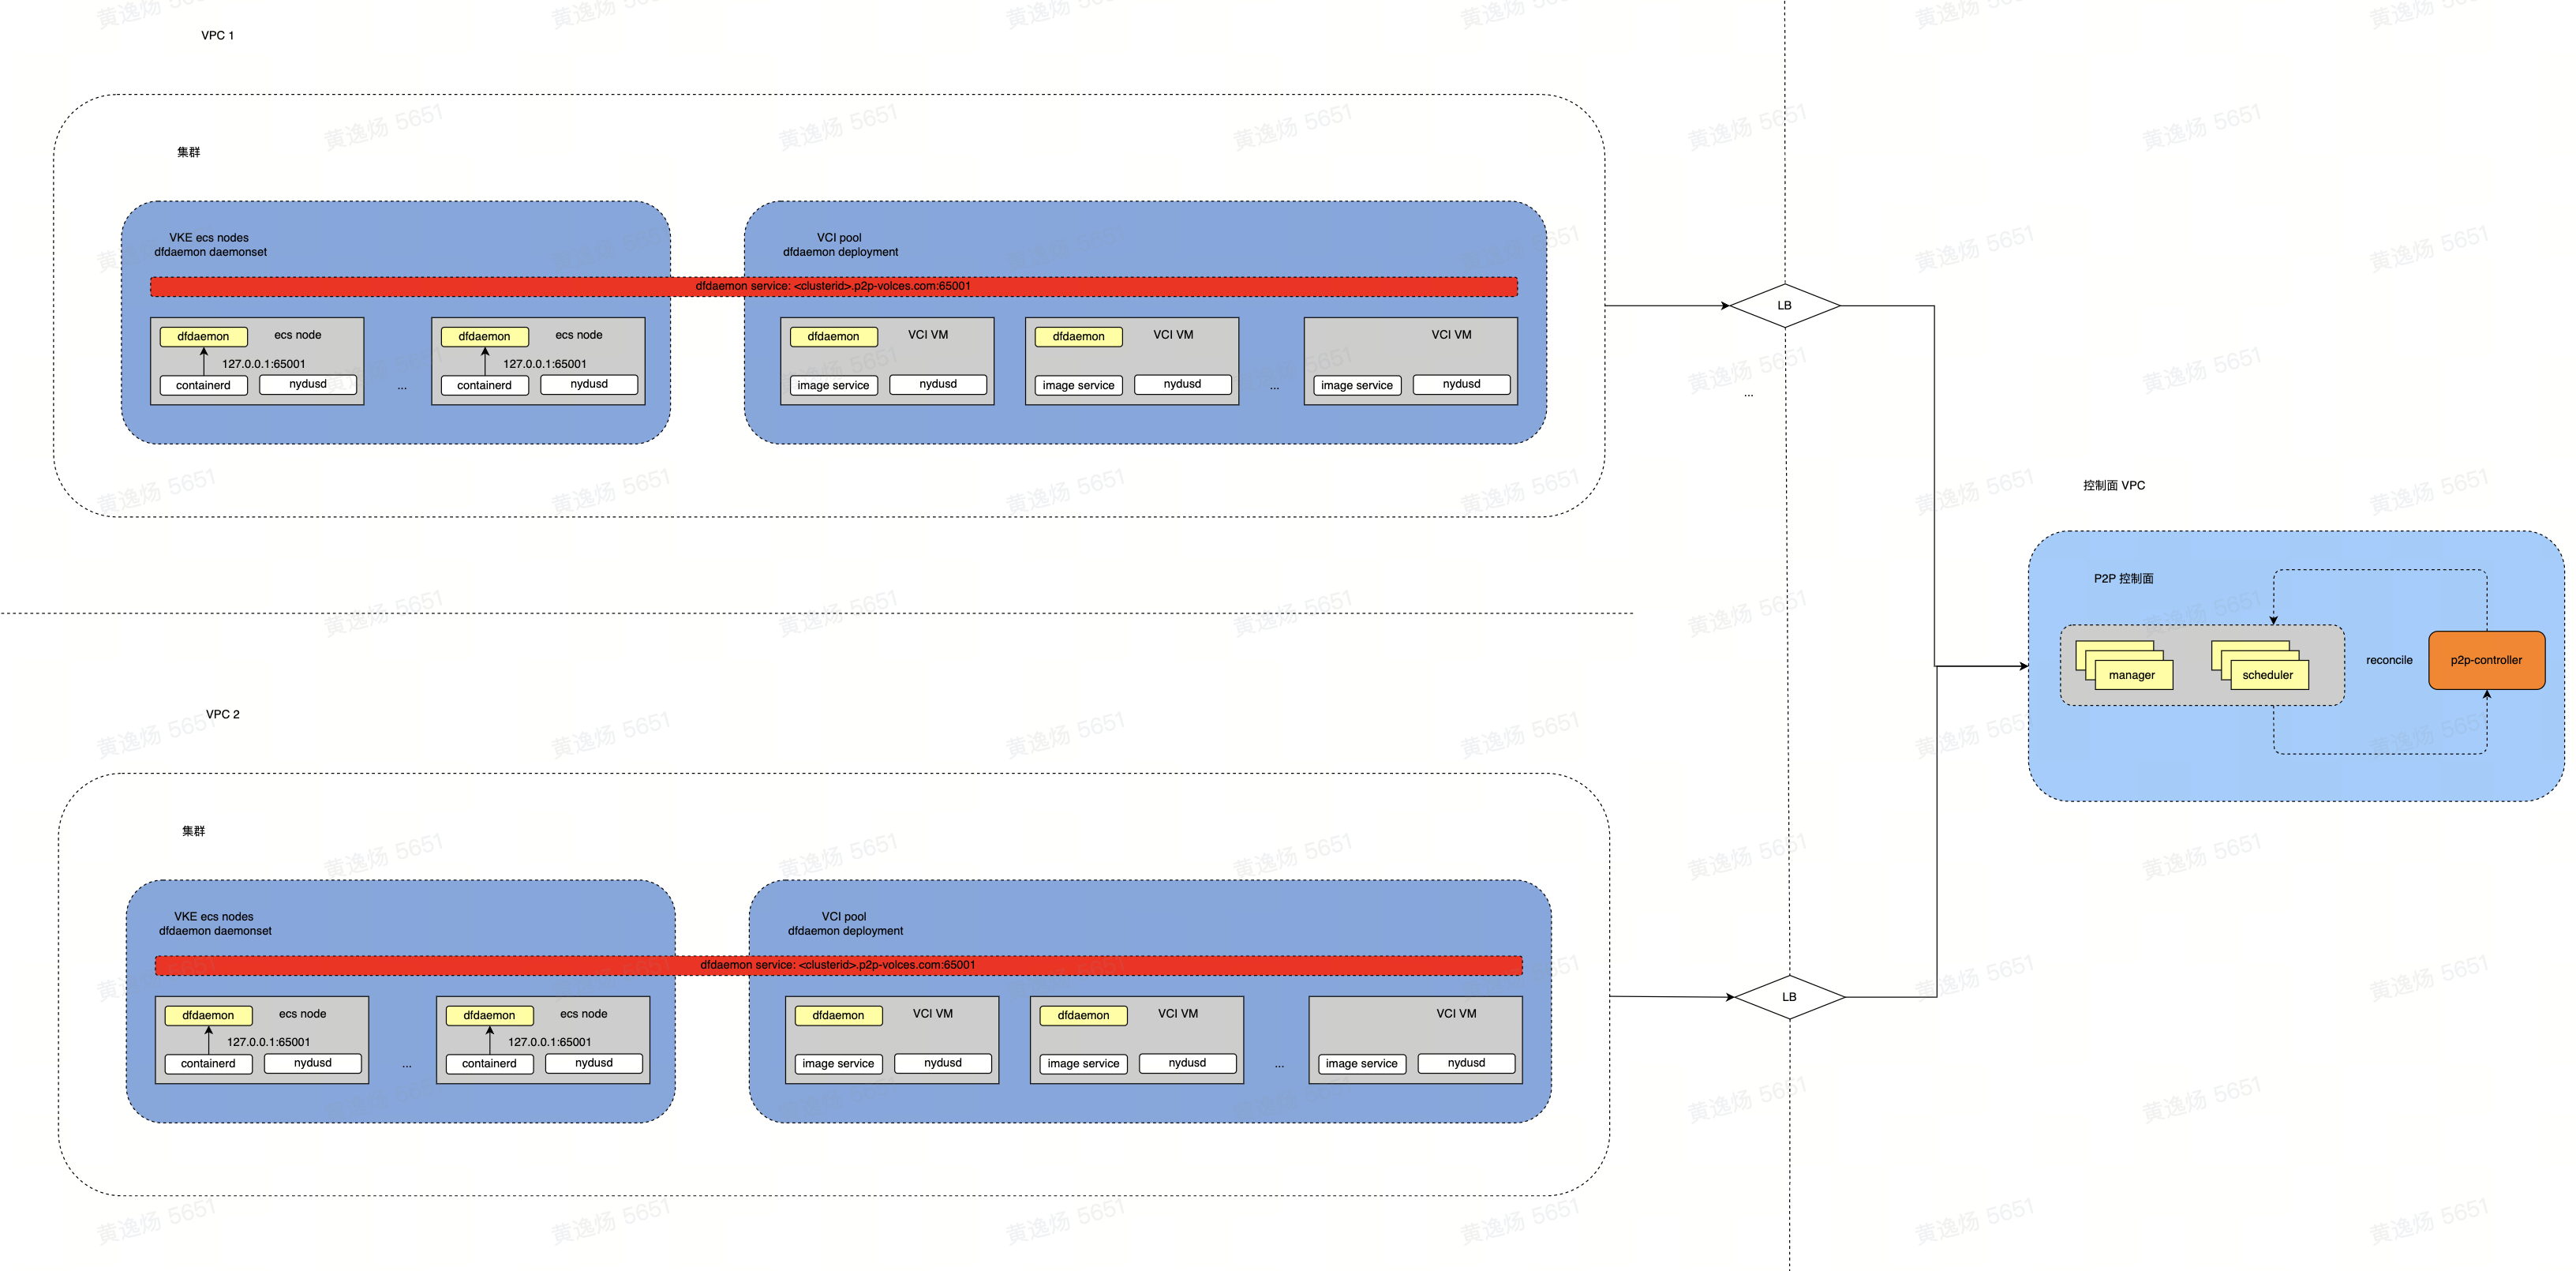 VPC 1
集群
VKE ecs nodes
dfdaemon daemonset
VCI pool
dfdaemon deployment
dfdaemon service: <clusterid>.p2p-volces.com:65001
dfdaemon
ecs node
127.0.0.1:65001
containerd
nydusd
...
dfdaemon
ecs node
127.0.0.1:65001
containerd
nydusd
dfdaemon
VCI VM
image service
nydusd
dfdaemon
VCI VM
image service
nydusd
...
VCI VM
image service
nydusd
LB
...
控制面 VPC
P2P 控制面
manager
scheduler
reconcile
p2p-controller
VPC 2
集群
VKE ecs nodes
dfdaemon daemonset
VCI pool
dfdaemon deployment
dfdaemon service: <clusterid>.p2p-volces.com:65001
dfdaemon
ecs node
127.0.0.1:65001
containerd
nydusd
...
dfdaemon
ecs node
127.0.0.1:65001
containerd
nydusd
dfdaemon
VCI VM
image service
nydusd
dfdaemon
VCI VM
image service
nydusd
...
VCI VM
image service
nydusd
LB
黄逸炀 5651